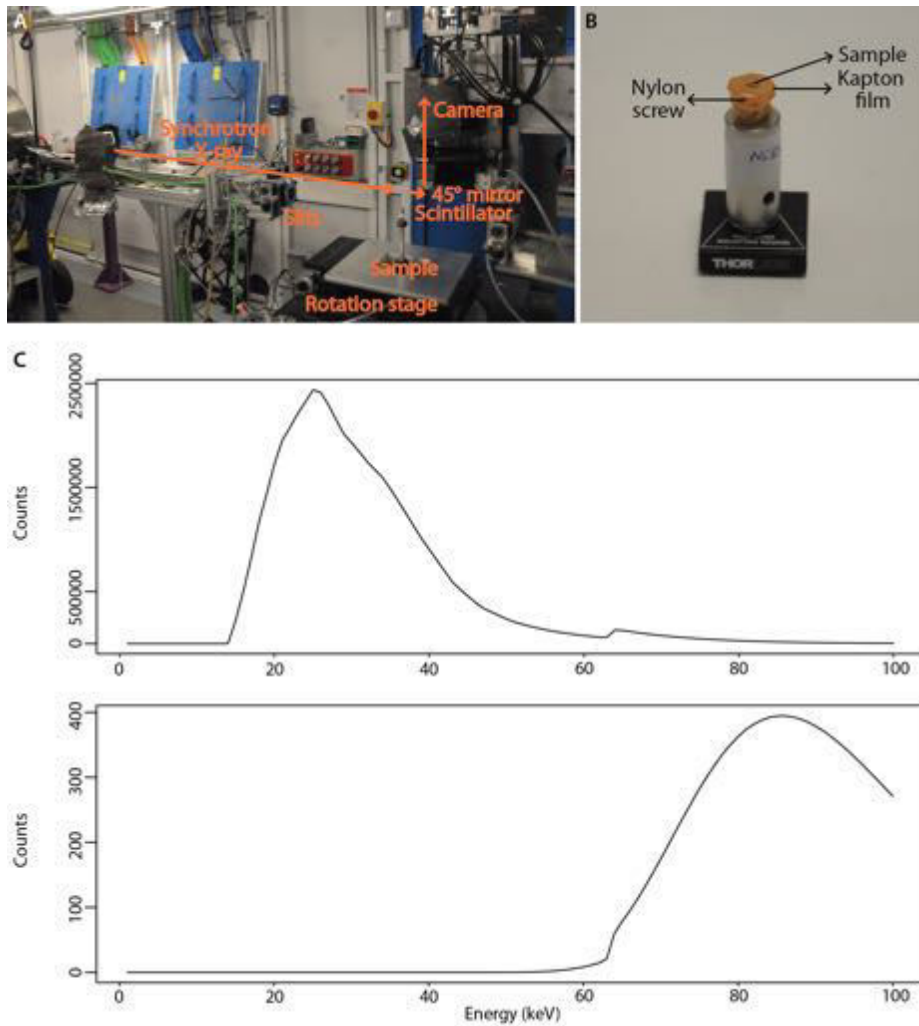 A
Camera
Synchrotron
X-ray
45° mirror
Scintillator
Slits
Sample
Rotation stage
B
Sample
Nylon
screw
Kapton
film
THOR
C
Counts
2500000
1500000
500000
0
0
20
40
60
80
100
Counts
400
300
200
100
0
0
20
40
60
80
100
Energy (keV)